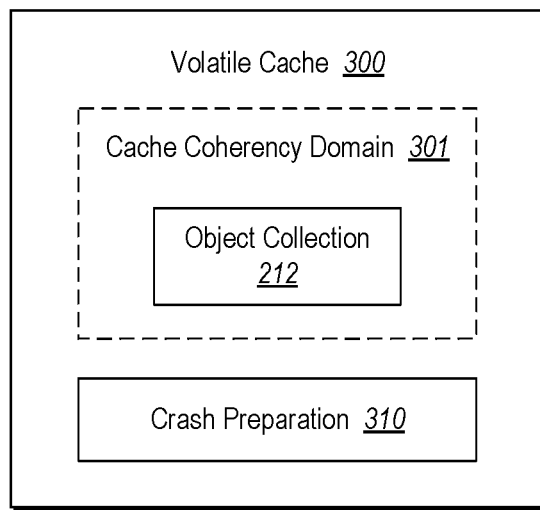 Volatile Cache 300
Cache Coherency Domain 301
Object Collection
212
Crash Preparation 310